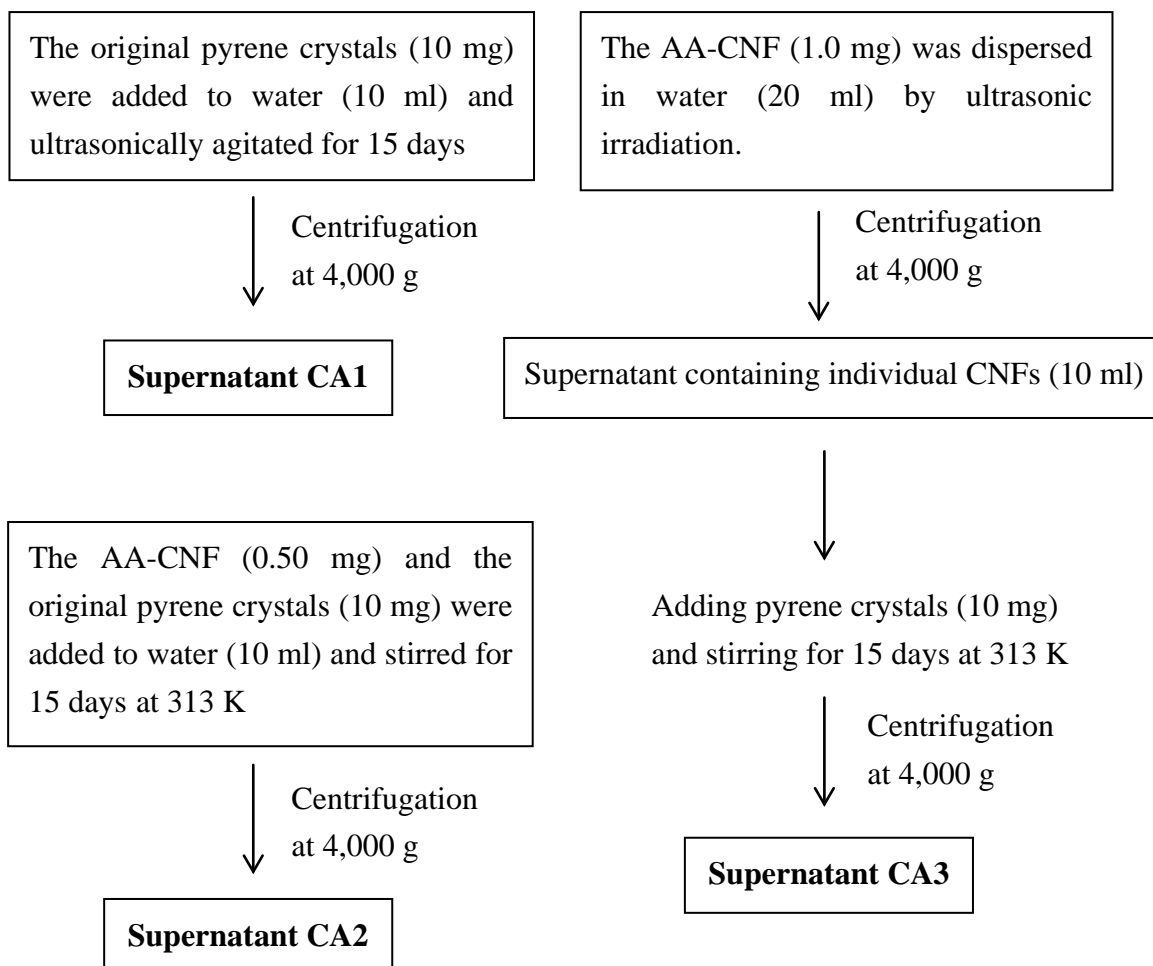 The original pyrene crystals (10 mg)
were added to water (10 ml) and
ultrasonically agitated for 15 days
Centrifugation
at 4,000 g
Supernatant CA1
The AA-CNF (0.50 mg) and the
original pyrene crystals (10 mg) were
added to water (10 ml) and stirred for
15 days at 313 K
Centrifugation
at 4,000 g
Supernatant CA2
The AA-CNF (1.0 mg) was dispersed
in water (20 ml) by ultrasonic
irradiation.
Centrifugation
at 4,000 g
Supernatant containing individual CNFs (10 ml)
Adding pyrene crystals (10 mg)
and stirring for 15 days at 313 K
Centrifugation
at 4,000 g
Supernatant CA3